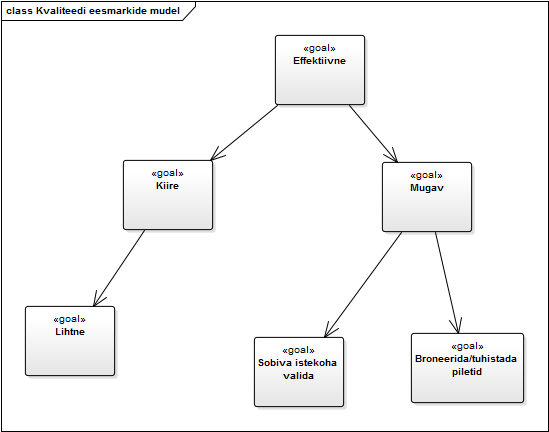 class Kvaliteedi eesmarkide mudel
«goal»
Effektiivne
«goal»
Kiire
«goal»
Mugav
«goal»
Lihtne
«goal»
Sobiva istekoha
valida
«goal»
Broneerida/tuhistada
piletid